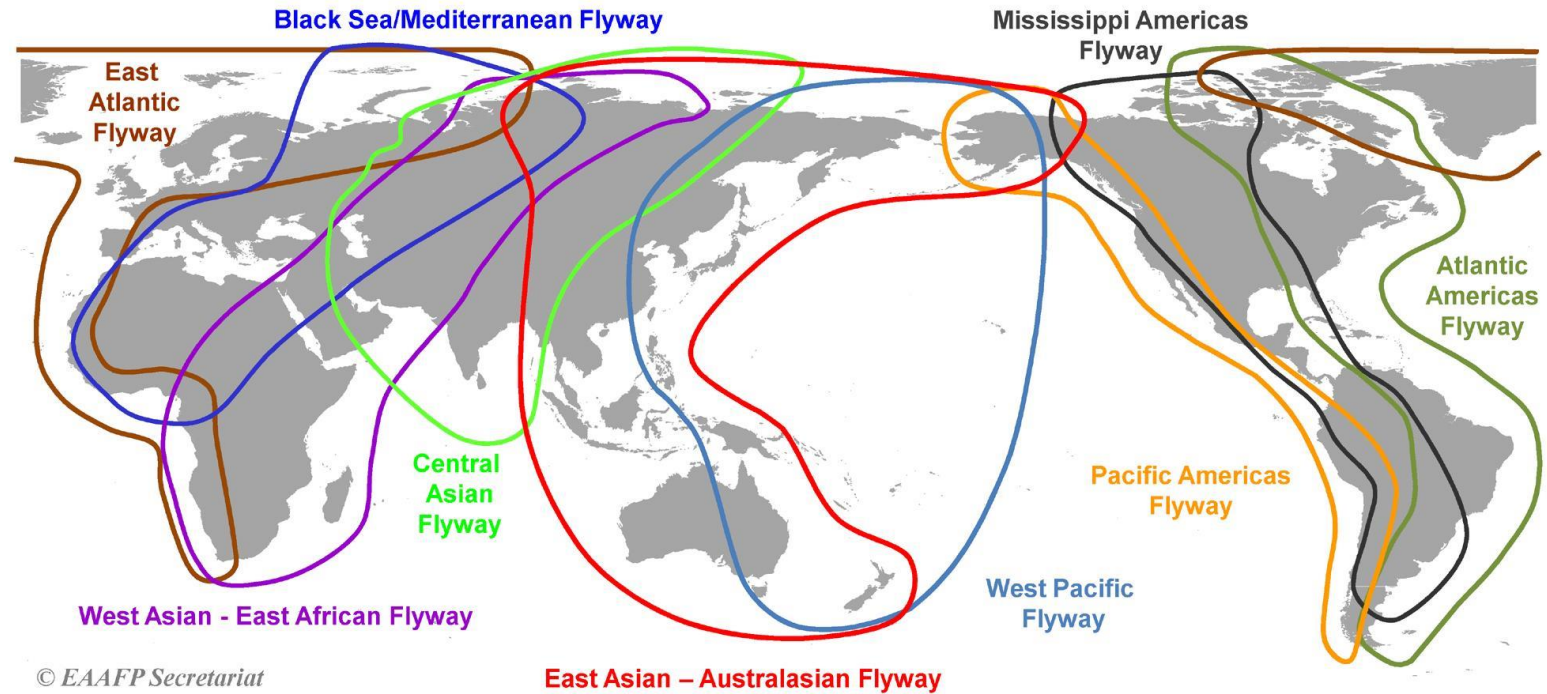 Black Sea/Mediterranean Flyway
Mississippi Americas
Flyway
East
Atlantic
Flyway
Atlantic
Americas
Flyway
Central
Asian
Flyway
Pacific Americas
Flyway
West Pacific
Flyway
West Asian - East African Flyway
East Asian – Australasian Flyway
© EAAFP Secretariat